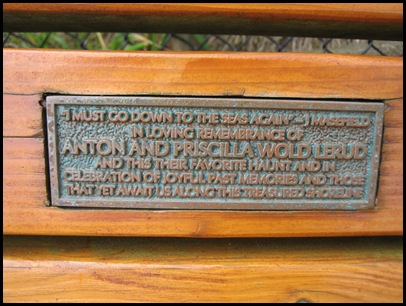 "I MUST GO DOWN TO THE SEAS AGAIN" - J MASEFIELD
IN LOVING REMEMBRANCE OF
ANTON AND PRISCILLA WOLD LERUD
AND THIS THEIR FAVORITE HAUNT AND IN
CELEBRATION OF JOYFUL PAST MEMORIES AND THOSE
THAT YET AWAIT US ALONG THIS TREASURED SHORELINE